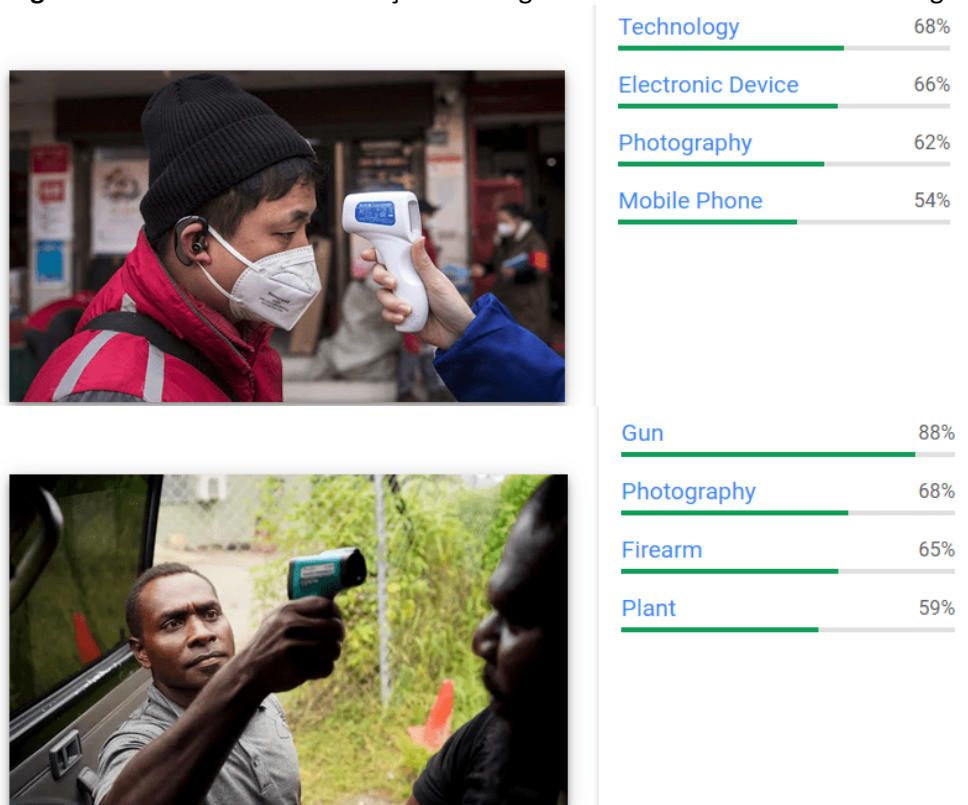 Technology 68%
Electronic Device 66%
Photography 62%
Mobile Phone 54%
Gun 88%
Photography 68%
Firearm 65%
Plant 59%